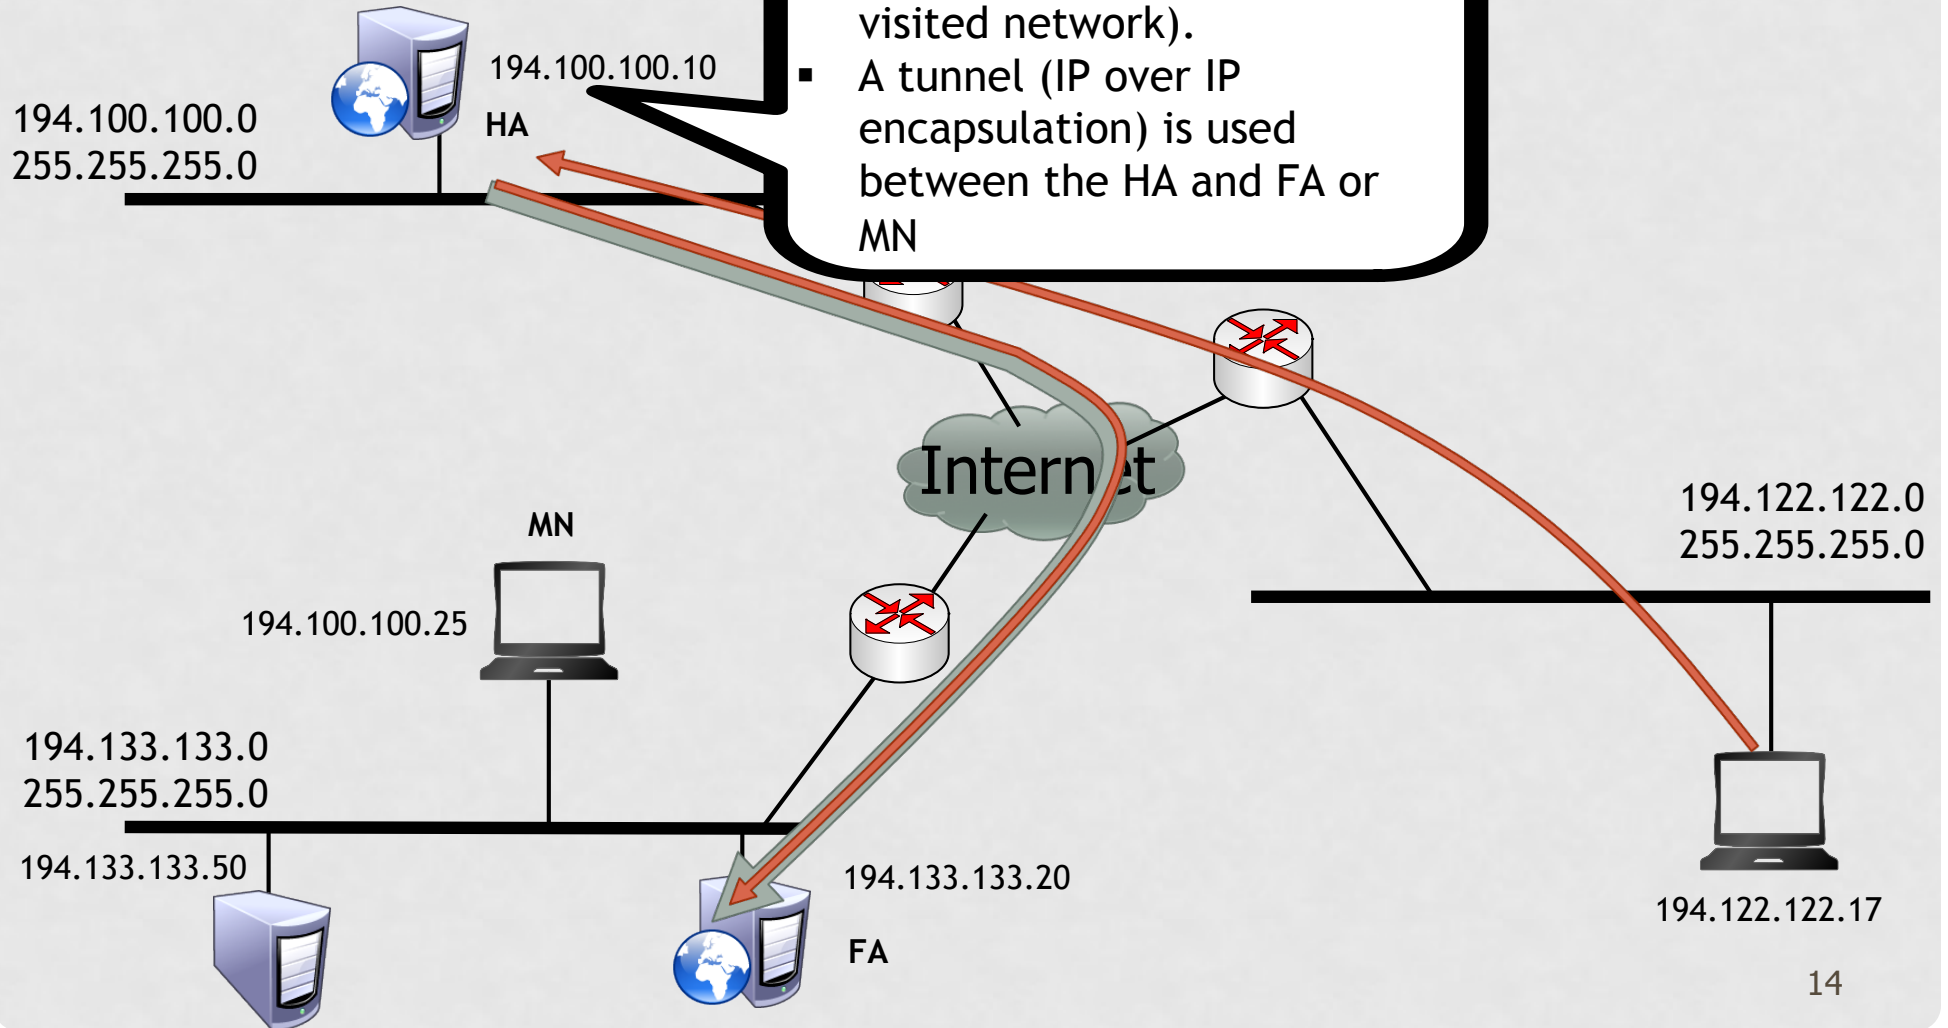 visited network).
▪ A tunnel (IP over IP
encapsulation) is used
between the HA and FA or
MN
194.100.100.10
HA
194.100.100.0
255.255.255.0
Internet
MN
194.100.100.25
194.122.122.0
255.255.255.0
194.133.133.0
255.255.255.0
194.133.133.50
194.133.133.20
FA
194.122.122.17
14